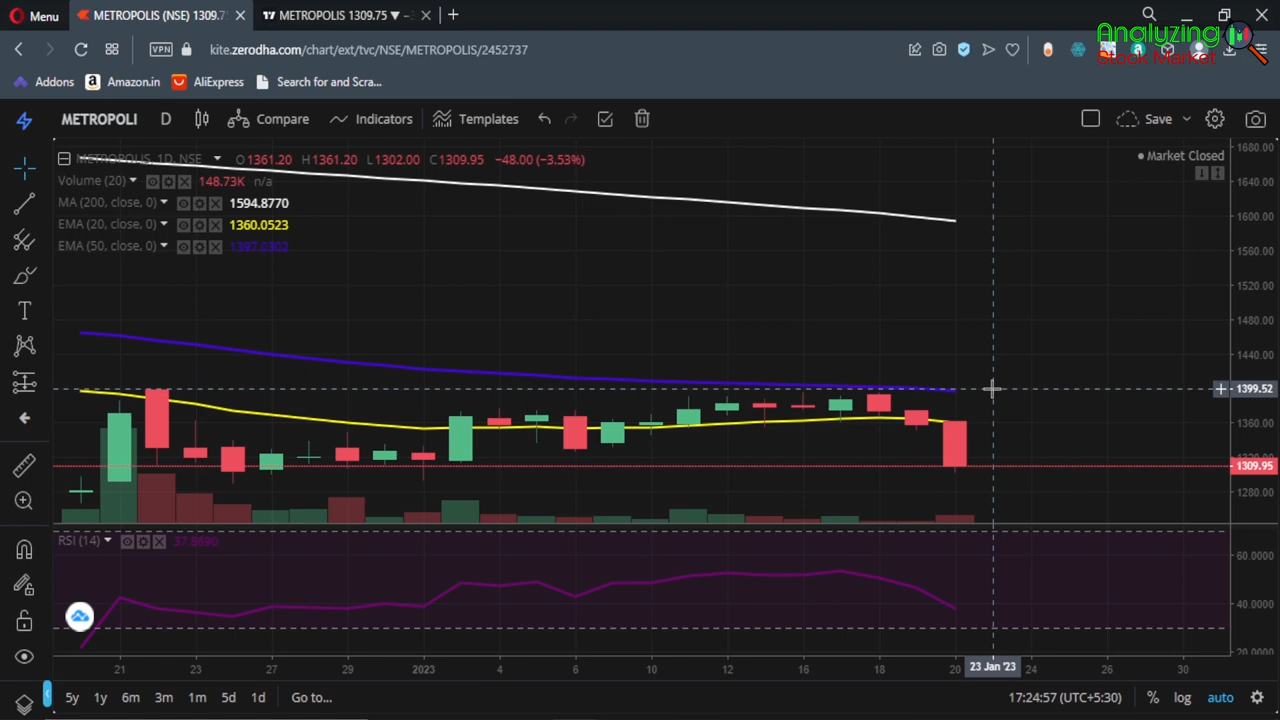 Menu
METROPOLIS (NSE) 1309.7
METROPOLIS 1309.75 ▼ −
Analyzing
Stock Market
VPN
kite.zerodha.com/chart/ext/tvc/NSE/METROPOLIS/2452737
Addons
Amazon.in
AliExpress
Search for and Scra...
METROPOLI
D
Compare
Indicators
Templates
Save
METROPOLIS, 1D, NSE
O1361.20 H1361.20 L1302.00 C1309.95 −48.00 (−3.53%)
Market Closed
Volume (20)
148.73K n/a
MA (200, close, 0)
1594.8770
EMA (20, close, 0)
1360.0523
EMA (50, close, 0)
1397.0302
1680.00
1640.00
1600.00
1560.00
1520.00
1480.00
1440.00
1399.52
1360.00
1309.95
1280.00
RSI (14)
37.8690
60.0000
40.0000
20.0000
21 23 27 29 2023 4 6 10 12 16 18 20 23 Jan '23 24 26 30
5y 1y 6m 3m 1m 5d 1d Go to...
17:24:57 (UTC+5:30) % log auto